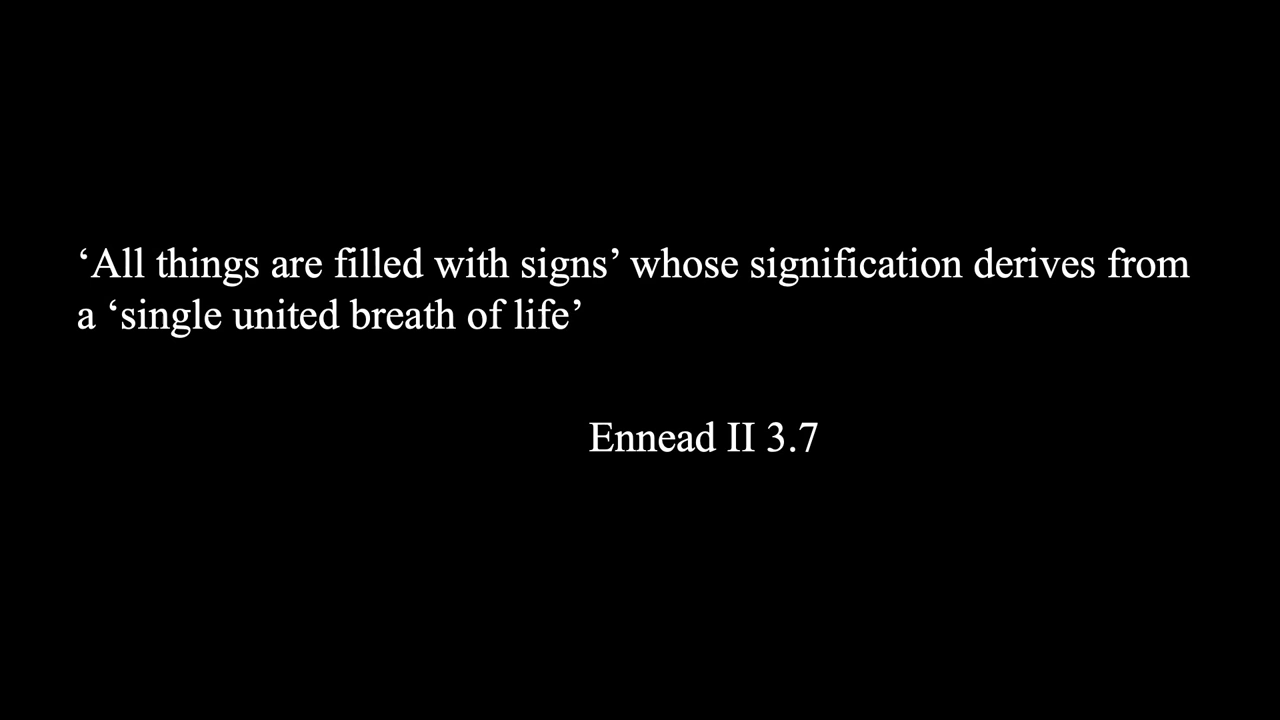 ‘All things are filled with signs’ whose signification derives from
a ‘single united breath of life’
Ennead II 3.7